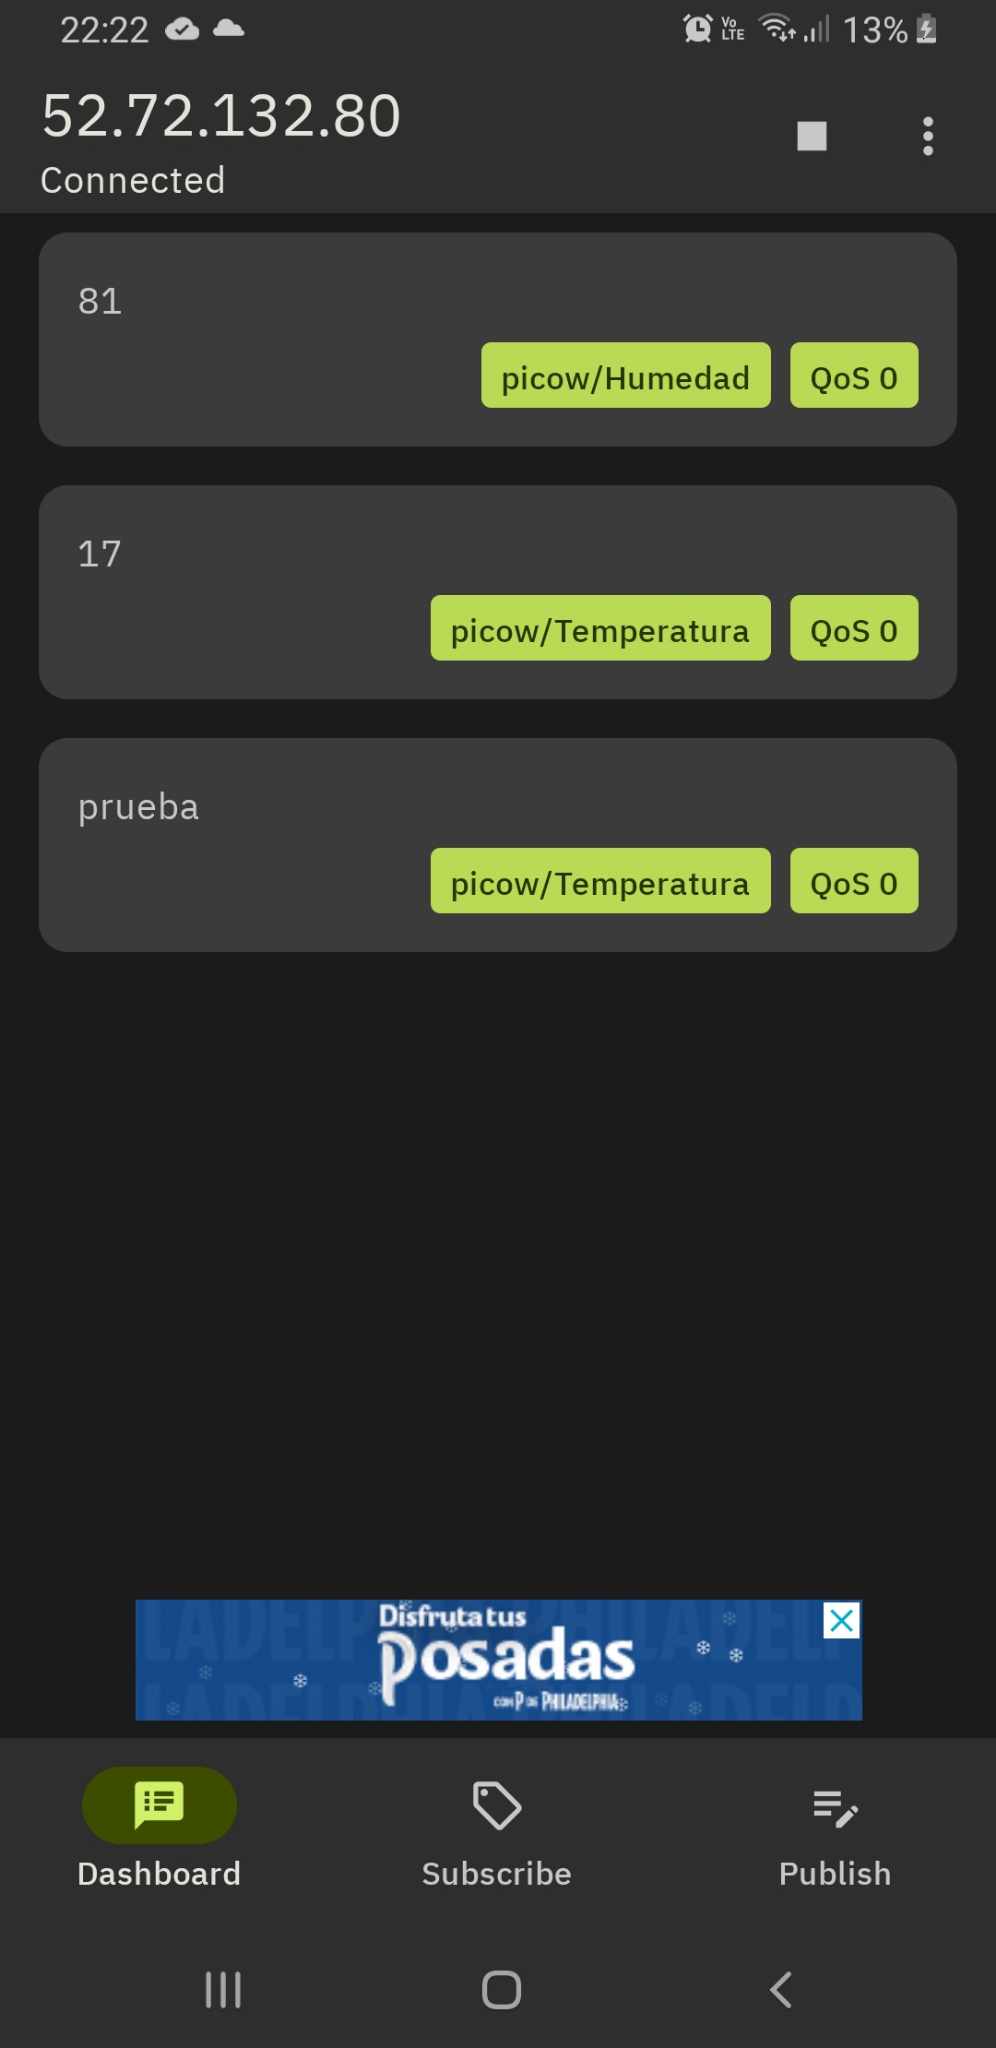 22:22 Vo LTE 13%
52.72.132.80
Connected
81
picow/Humedad QoS 0
17
picow/Temperatura QoS 0
prueba
picow/Temperatura QoS 0
Disfruta tus
posadas
CON P DE PHILADELPHIA
Dashboard Subscribe Publish